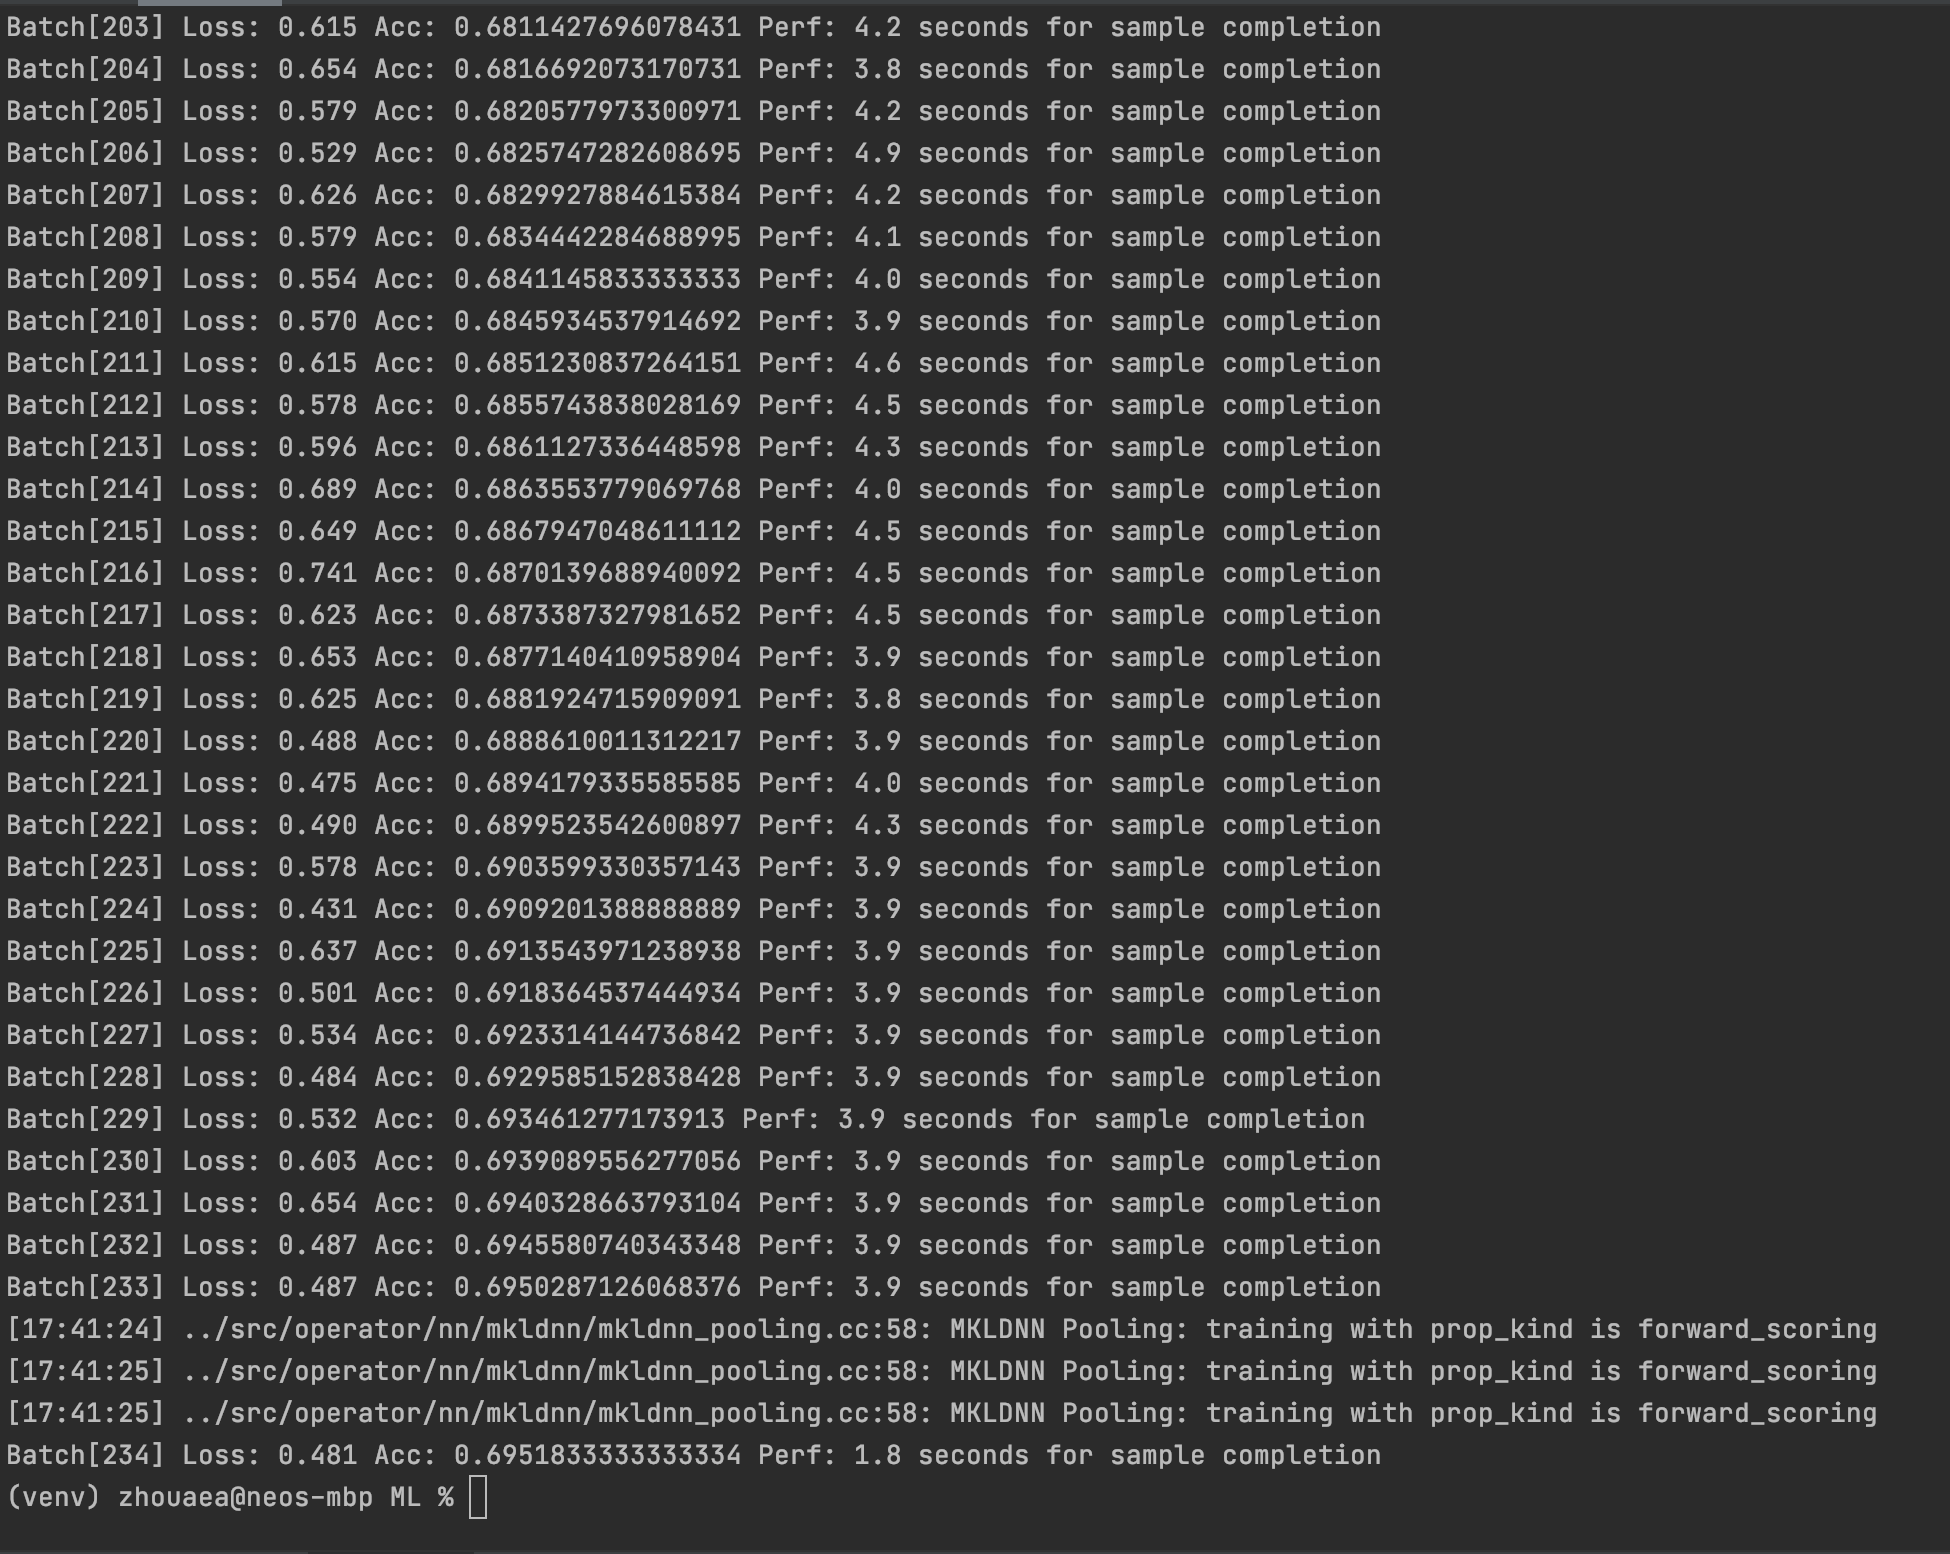 Batch[203] Loss: 0.615 Acc: 0.6811427696078431 Perf: 4.2 seconds for sample completion
Batch[204] Loss: 0.654 Acc: 0.6816692073170731 Perf: 3.8 seconds for sample completion
Batch[205] Loss: 0.579 Acc: 0.6820577973300971 Perf: 4.2 seconds for sample completion
Batch[206] Loss: 0.529 Acc: 0.6825747282608695 Perf: 4.9 seconds for sample completion
Batch[207] Loss: 0.626 Acc: 0.6829927884615384 Perf: 4.2 seconds for sample completion
Batch[208] Loss: 0.579 Acc: 0.6834442284688995 Perf: 4.1 seconds for sample completion
Batch[209] Loss: 0.554 Acc: 0.6841145833333333 Perf: 4.0 seconds for sample completion
Batch[210] Loss: 0.570 Acc: 0.6845934537914692 Perf: 3.9 seconds for sample completion
Batch[211] Loss: 0.615 Acc: 0.6851230837264151 Perf: 4.6 seconds for sample completion
Batch[212] Loss: 0.578 Acc: 0.6855743838028169 Perf: 4.5 seconds for sample completion
Batch[213] Loss: 0.596 Acc: 0.6861127336448598 Perf: 4.3 seconds for sample completion
Batch[214] Loss: 0.689 Acc: 0.6863553779069768 Perf: 4.0 seconds for sample completion
Batch[215] Loss: 0.649 Acc: 0.6867947048611112 Perf: 4.5 seconds for sample completion
Batch[216] Loss: 0.741 Acc: 0.6870139688940092 Perf: 4.5 seconds for sample completion
Batch[217] Loss: 0.623 Acc: 0.6873387327981652 Perf: 4.5 seconds for sample completion
Batch[218] Loss: 0.653 Acc: 0.6877140410958904 Perf: 3.9 seconds for sample completion
Batch[219] Loss: 0.625 Acc: 0.6881924715909091 Perf: 3.8 seconds for sample completion
Batch[220] Loss: 0.488 Acc: 0.6888610011312217 Perf: 3.9 seconds for sample completion
Batch[221] Loss: 0.475 Acc: 0.6894179335585585 Perf: 4.0 seconds for sample completion
Batch[222] Loss: 0.490 Acc: 0.6899523542600897 Perf: 4.3 seconds for sample completion
Batch[223] Loss: 0.578 Acc: 0.6903599330357143 Perf: 3.9 seconds for sample completion
Batch[224] Loss: 0.431 Acc: 0.6909201388888889 Perf: 3.9 seconds for sample completion
Batch[225] Loss: 0.637 Acc: 0.6913543971238938 Perf: 3.9 seconds for sample completion
Batch[226] Loss: 0.501 Acc: 0.6918364537444934 Perf: 3.9 seconds for sample completion
Batch[227] Loss: 0.534 Acc: 0.6923314144736842 Perf: 3.9 seconds for sample completion
Batch[228] Loss: 0.484 Acc: 0.6929585152838428 Perf: 3.9 seconds for sample completion
Batch[229] Loss: 0.532 Acc: 0.693461277173913 Perf: 3.9 seconds for sample completion
Batch[230] Loss: 0.603 Acc: 0.6939089556277056 Perf: 3.9 seconds for sample completion
Batch[231] Loss: 0.654 Acc: 0.6940328663793104 Perf: 3.9 seconds for sample completion
Batch[232] Loss: 0.487 Acc: 0.6945580740343348 Perf: 3.9 seconds for sample completion
Batch[233] Loss: 0.487 Acc: 0.6950287126068376 Perf: 3.9 seconds for sample completion
[17:41:24] ../src/operator/nn/mkldnn/mkldnn_pooling.cc:58: MKLDNN Pooling: training with prop_kind is forward_scoring
[17:41:25] ../src/operator/nn/mkldnn/mkldnn_pooling.cc:58: MKLDNN Pooling: training with prop_kind is forward_scoring
[17:41:25] ../src/operator/nn/mkldnn/mkldnn_pooling.cc:58: MKLDNN Pooling: training with prop_kind is forward_scoring
Batch[234] Loss: 0.481 Acc: 0.6951833333333334 Perf: 1.8 seconds for sample completion
(venv) zhouaea@neos-mbp ML %